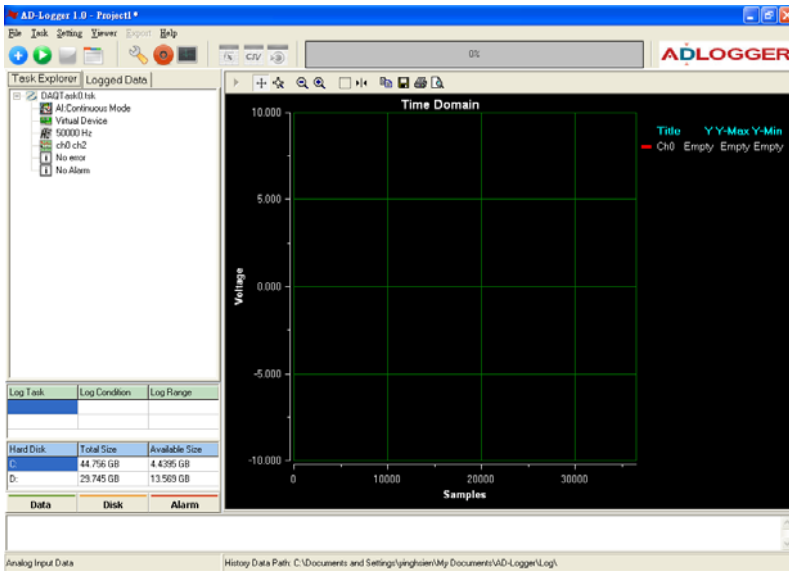 AD-Logger 1.0 - Project1 *
File Task Setting Viewer Export Help
CIV
0%
ADLOGGER
Task Explorer Logged Data
DAQTask0.tsk
AI:Continuous Mode
Virtual Device
50000 Hz
ch0 ch2
No error
No Alarm
Time Domain
10.000
5.000
0.000
-5.000
-10.000
Voltage
0 10000 20000 30000
Samples
Title Y Y-Max Y-Min
Ch0 Empty Empty Empty
Log Task Log Condition Log Range
Hard Disk Total Size Available Size
C: 44.756 GB 4.4395 GB
D: 29.745 GB 13.569 GB
Data Disk Alarm
Analog Input Data
History Data Path: C:\Documents and Settings\yinghsien\My Documents\AD-Logger\Log\